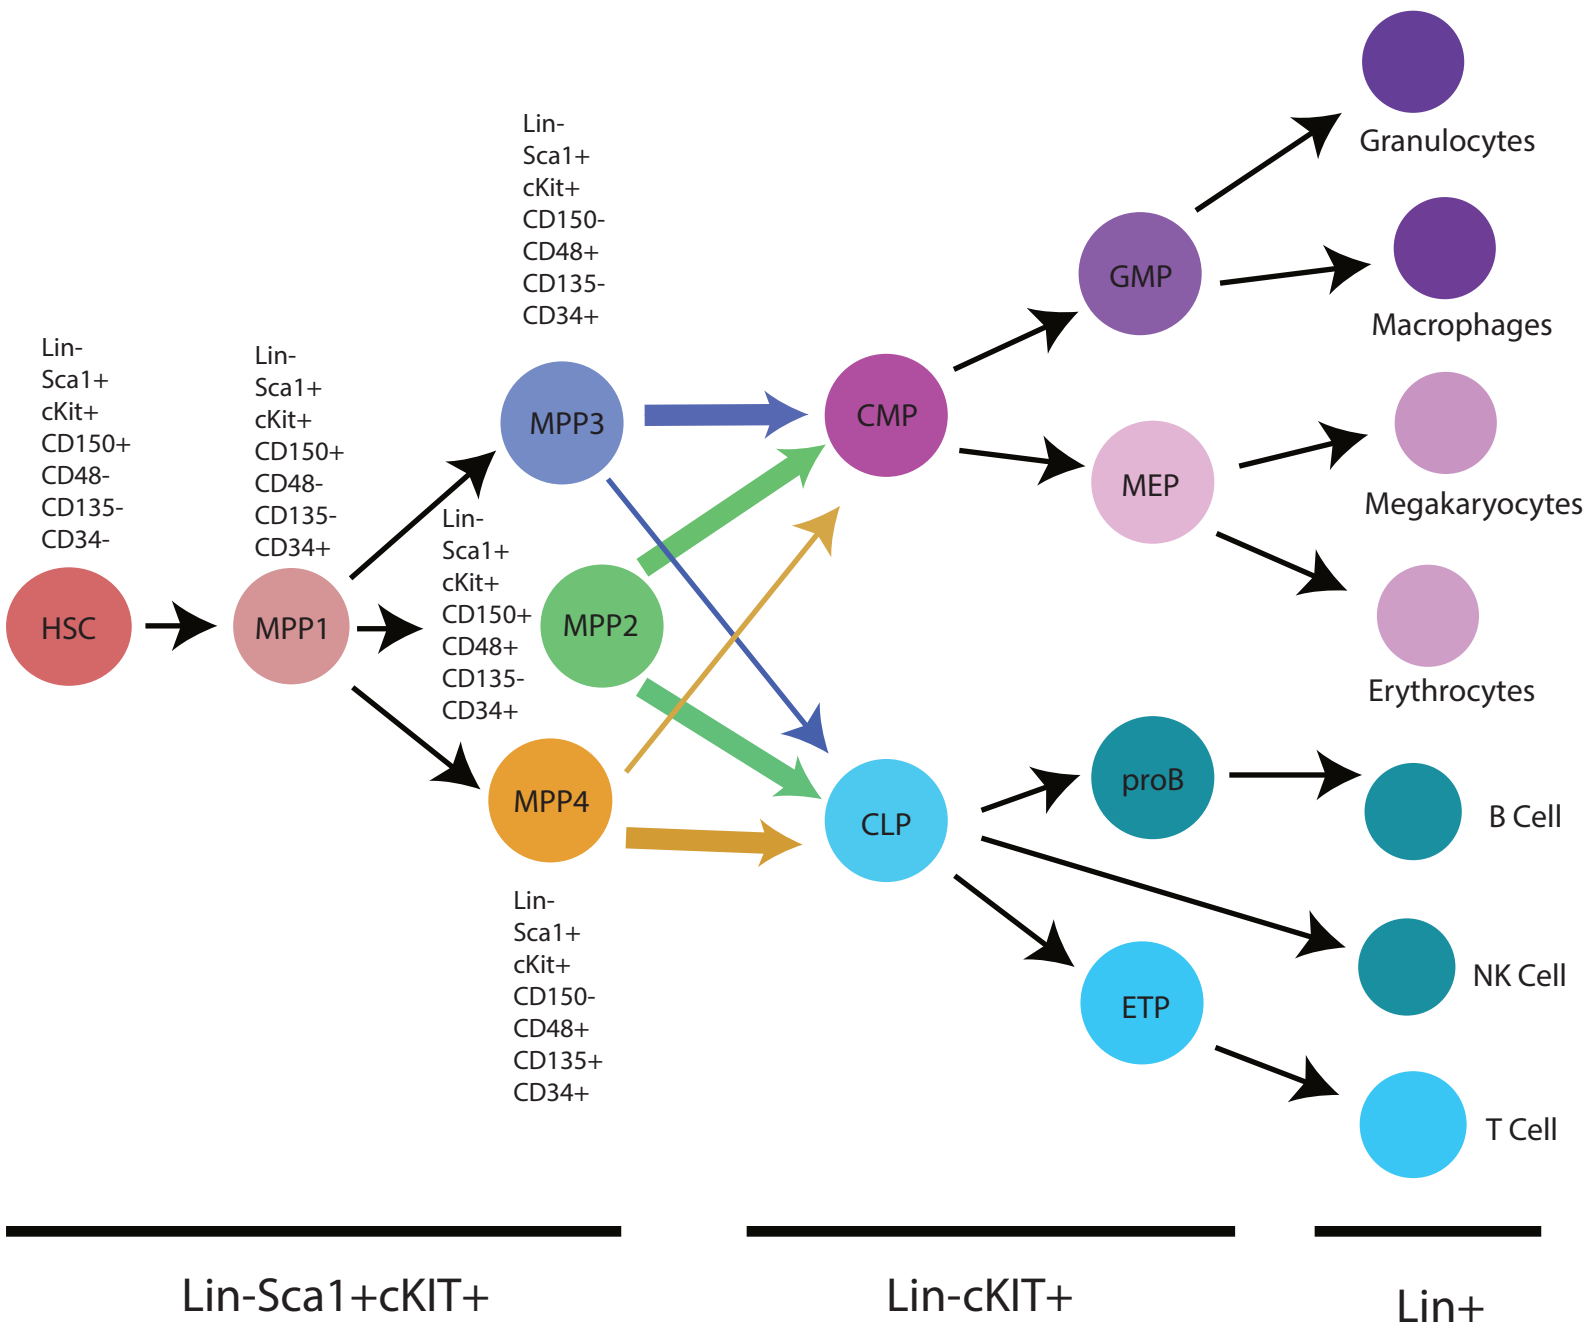 Lin-
Sca1+
cKit+
CD150+
CD48-
CD135-
CD34-
HSC
Lin-
Sca1+
cKit+
CD150+
CD48-
CD135-
CD34+
MPP1
Lin-
Sca1+
cKit+
CD150-
CD48+
CD135-
CD34+
MPP3
Lin-
Sca1+
cKit+
CD150+
CD48+
CD135-
CD34+
MPP2
MPP4
Lin-
Sca1+
cKit+
CD150-
CD48+
CD135+
CD34+
CMP
CLP
GMP
MEP
proB
ETP
Granulocytes
Macrophages
Megakaryocytes
Erythrocytes
B Cell
NK Cell
T Cell
Lin-Sca1+cKIT+
Lin-cKIT+
Lin+